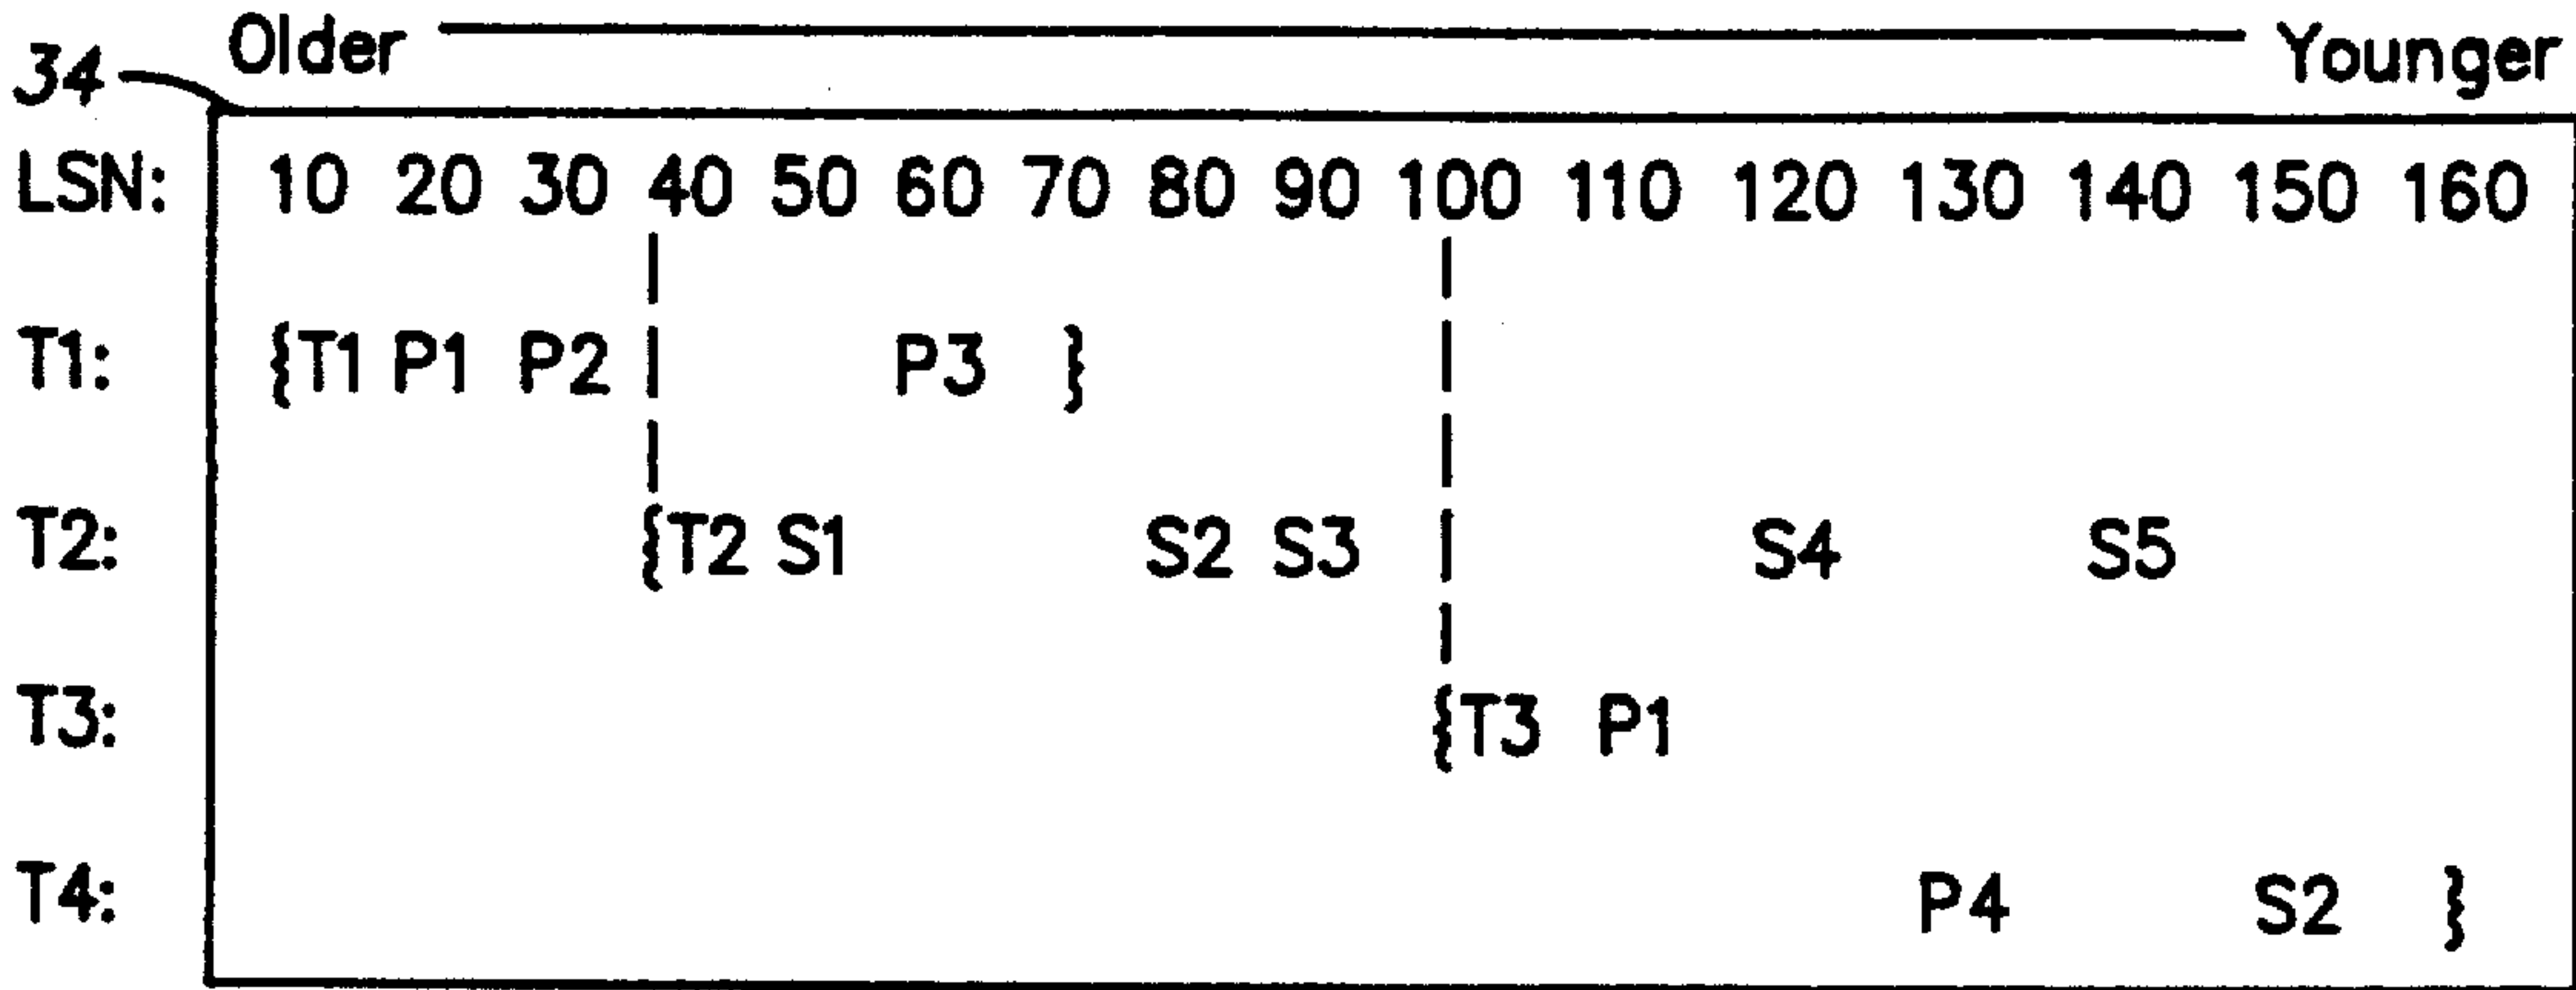 Older Younger
34
LSN: 10 20 30 40 50 60 70 80 90 100 110 120 130 140 150 160
T1: {T1 P1 P2 P3 }
T2: {T2 S1 S2 S3 S4 S5
T3: {T3 P1
T4: P4 S2 }